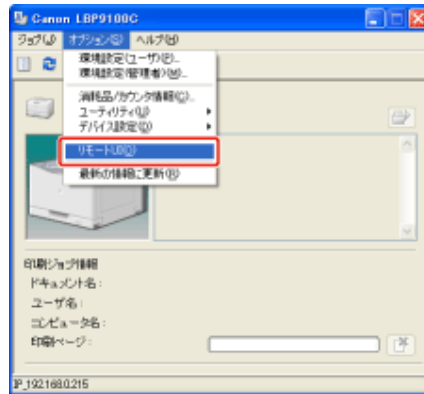 Canon LBP9100C
ジョブ(J) オプション(S) ヘルプ(H)
環境設定(ユーザ)(P)...
環境設定(管理者)(M)...
消耗品/カウンタ情報(C)...
ユーティリティ(U)
デバイス設定(D)
リモートUI(Q)
最新の情報に更新(R)
印刷ジョブ情報
ドキュメント名:
ユーザ名:
コンピュータ名:
印刷ページ:
IP_192.168.0.215